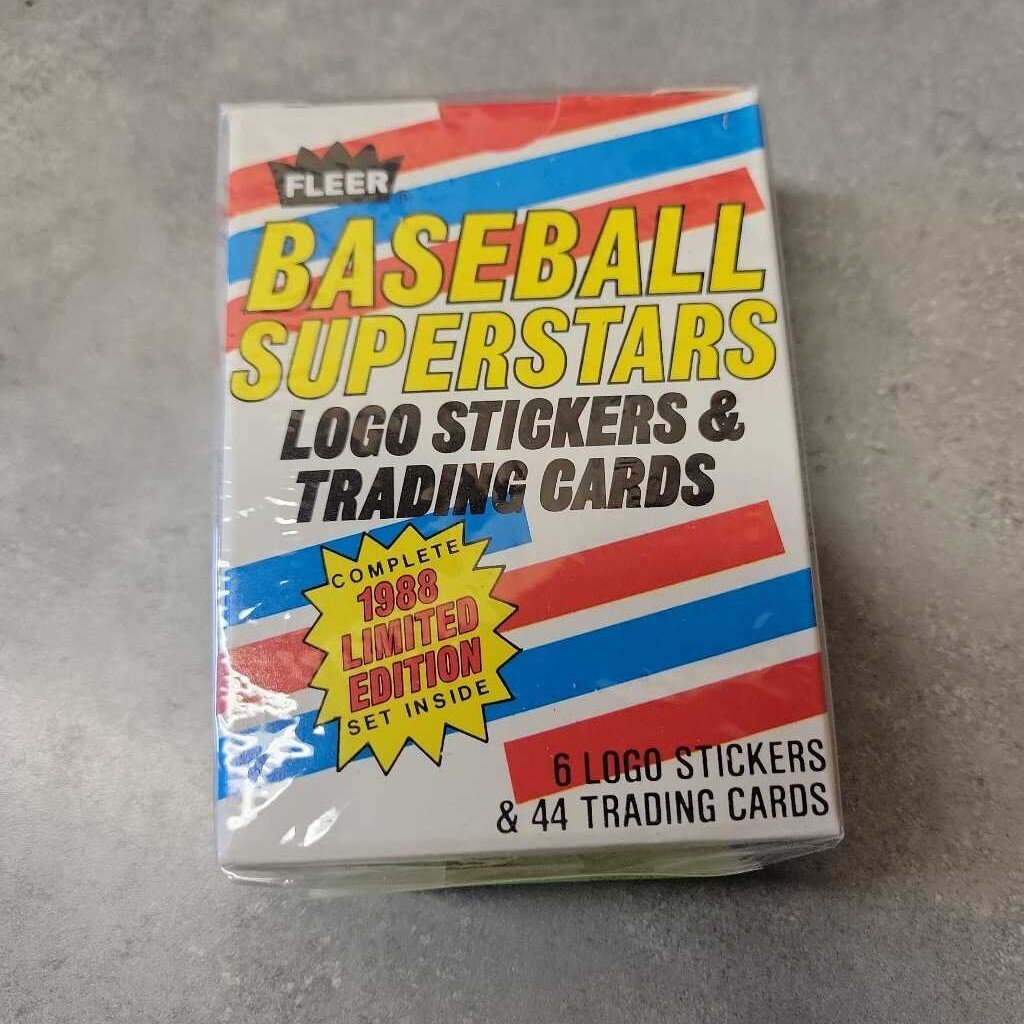 FLEER
BASEBALL
SUPERSTARS
LOGO STICKERS &
TRADING CARDS
COMPLETE
1988
LIMITED
EDITION
SET INSIDE
6 LOGO STICKERS
& 44 TRADING CARDS